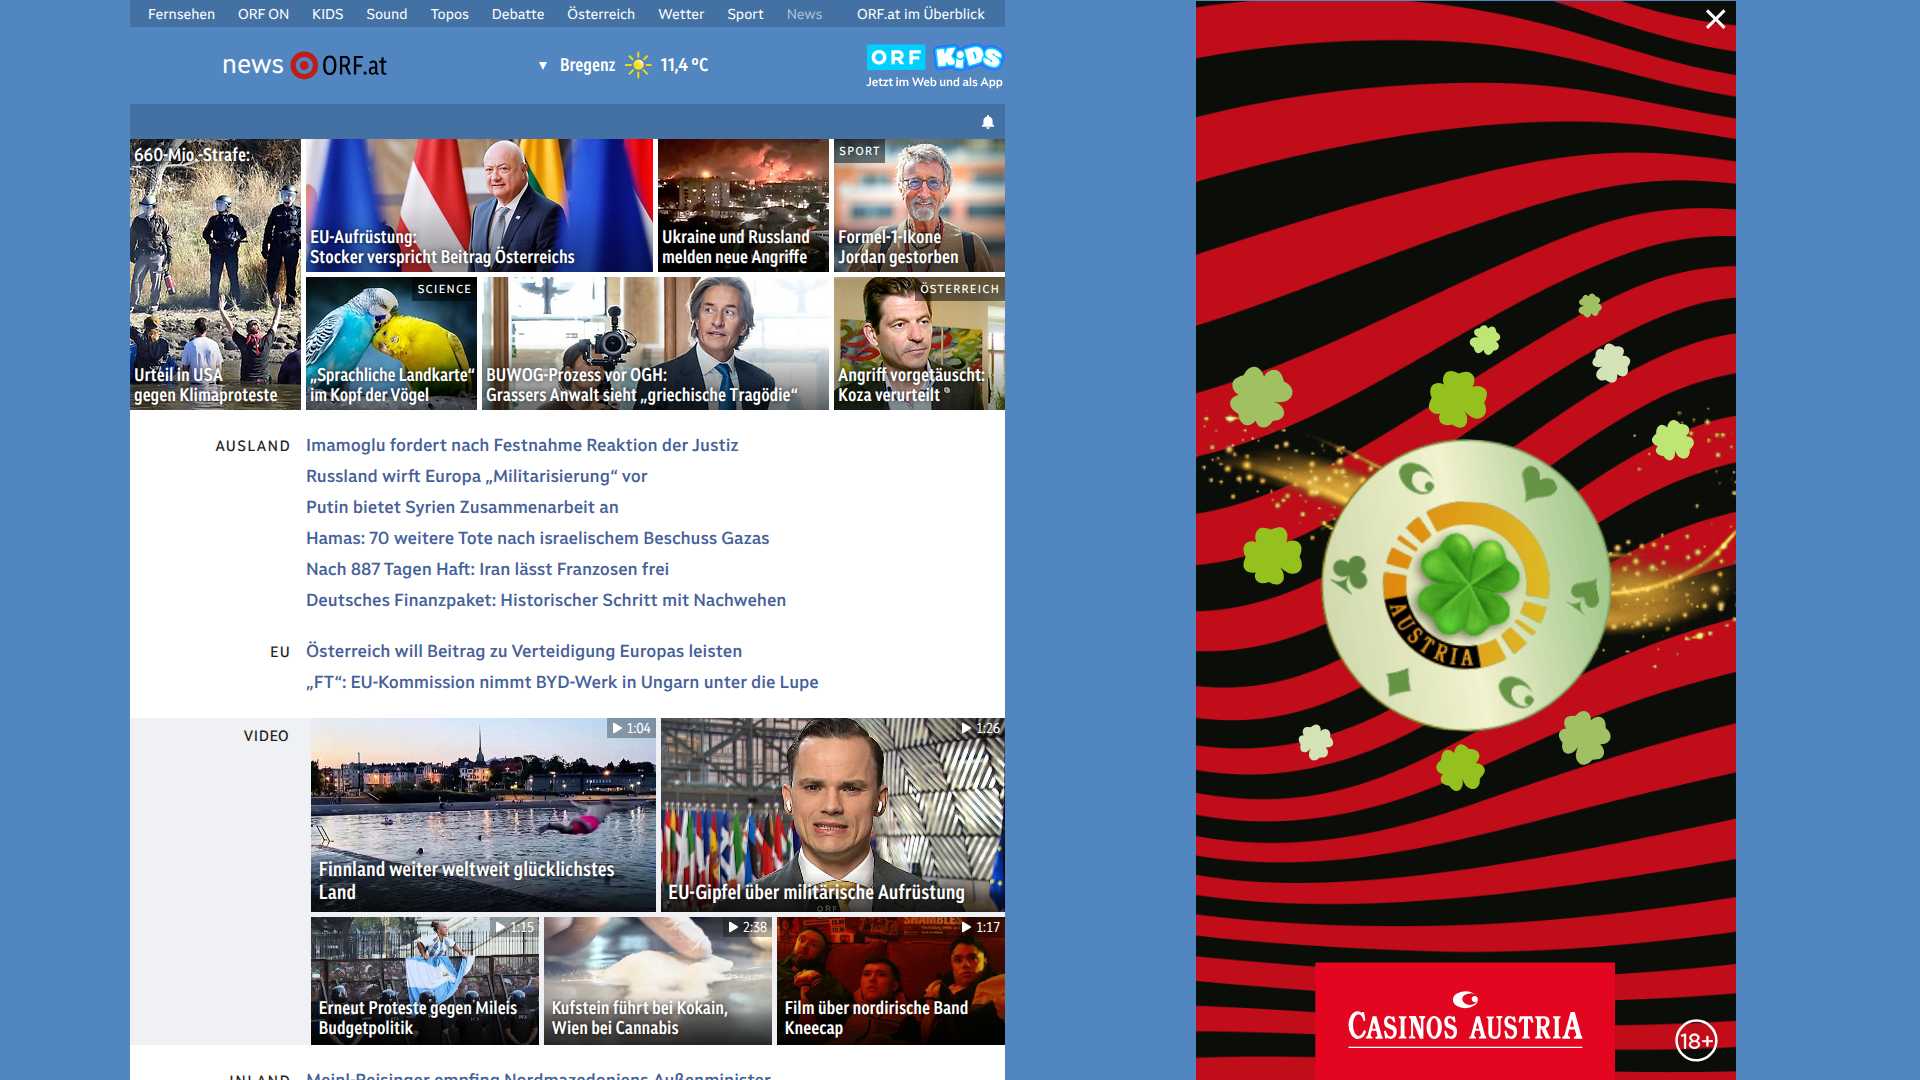 Fernsehen ORF ON KIDS Sound Topos Debatte Österreich Wetter Sport News ORF.at im Überblick
news ORF.at
▼ Bregenz 11,4 ºC
ORF KiDS
Jetzt im Web und als App
660-Mio.-Strafe:
Urteil in USA
gegen Klimaproteste
EU-Aufrüstung:
Stocker verspricht Beitrag Österreichs
Ukraine und Russland
melden neue Angriffe
SPORT
Formel-1-Ikone
Jordan gestorben
SCIENCE
„Sprachliche Landkarte“
im Kopf der Vögel
BUWOG-Prozess vor OGH:
Grassers Anwalt sieht „griechische Tragödie“
ÖSTERREICH
Angriff vorgetäuscht:
Koza verurteilt
AUSLAND
Imamoglu fordert nach Festnahme Reaktion der Justiz
Russland wirft Europa „Militarisierung“ vor
Putin bietet Syrien Zusammenarbeit an
Hamas: 70 weitere Tote nach israelischem Beschuss Gazas
Nach 887 Tagen Haft: Iran lässt Franzosen frei
Deutsches Finanzpaket: Historischer Schritt mit Nachwehen
EU
Österreich will Beitrag zu Verteidigung Europas leisten
„FT“: EU-Kommission nimmt BYD-Werk in Ungarn unter die Lupe
VIDEO
1:04
Finnland weiter weltweit glücklichstes
Land
1:26
EU-Gipfel über militärische Aufrüstung
ORF
1:15
Erneut Proteste gegen Mileis
Budgetpolitik
2:38
Kufstein führt bei Kokain,
Wien bei Cannabis
SHAMBLES
1:17
Film über nordirische Band
Kneecap
INLAND
Meinl-Reisinger empfing Nordmazedoniens Außenminister
AUSTRIA
CASINOS AUSTRIA
18+